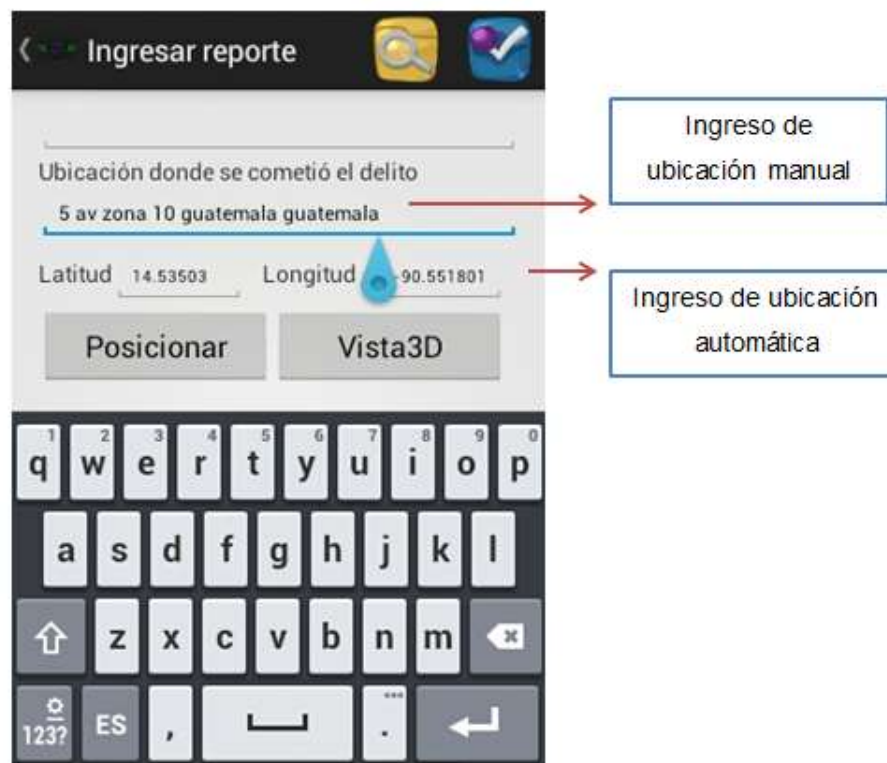 Ingresar reporte
Ubicación donde se cometió el delito
5 av zona 10 guatemala guatemala
Latitud 14.53503 Longitud -90.551801
Posicionar Vista3D
Ingreso de
ubicación manual
Ingreso de ubicación
automática
1 2 3 4 5 6 7 8 9 0
q w e r t y u i o p
a s d f g h j k l
z x c v b n m
123? ES , .